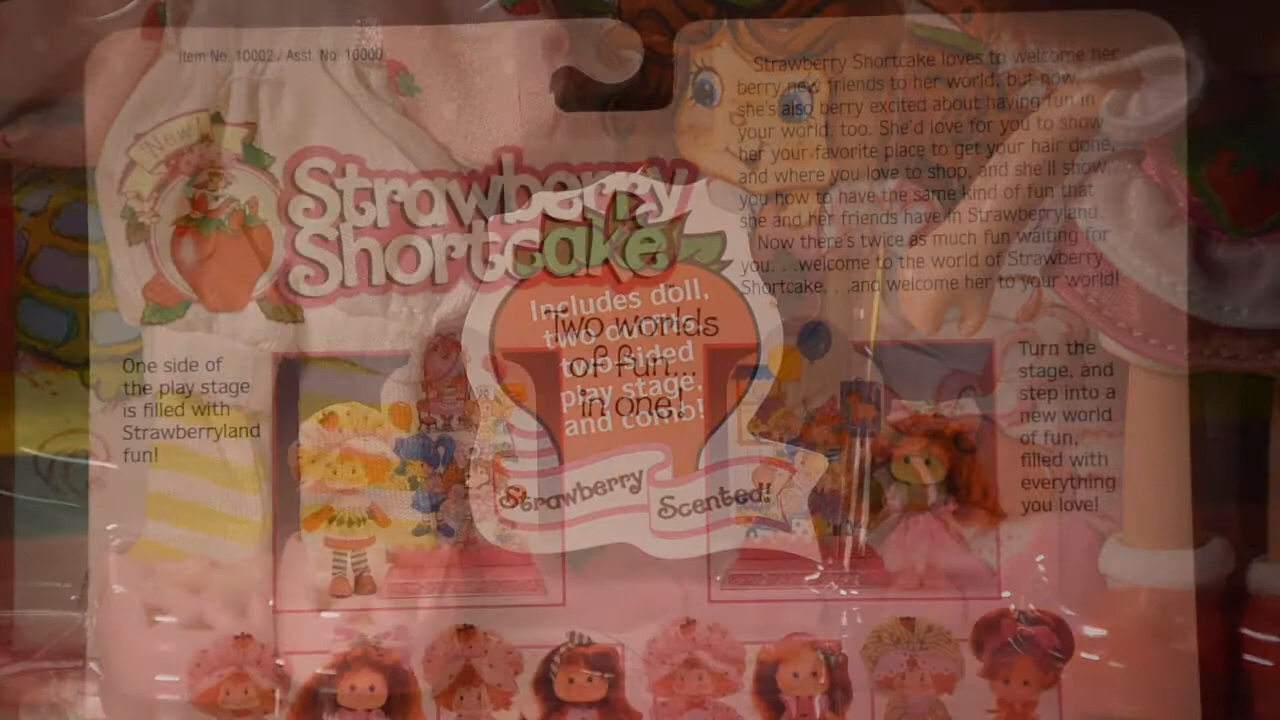 Item No. 10002 / Asst. No. 10000
"New!"
Strawberry
Shortcake
Strawberry Shortcake loves to welcome her
berry new friends to her world, but now,
she's also berry excited about having fun in
your world, too. She'd love for you to show
her your favorite place to get your hair done,
and where you love to shop, and she'll show
you how to have the same kind of fun that
she and her friends have in Strawberryland.
Now there's twice as much fun waiting for
you. . .welcome to the world of Strawberry
Shortcake. . .and welcome her to your world!
Includes doll,
two outfits,
two-sided
play stage,
and comb!
Two worlds
of fun...
in one!
Strawberry Scented!
One side of
the play stage
is filled with
Strawberryland
fun!
Turn the
stage, and
step into a
new world
of fun,
filled with
everything
you love!